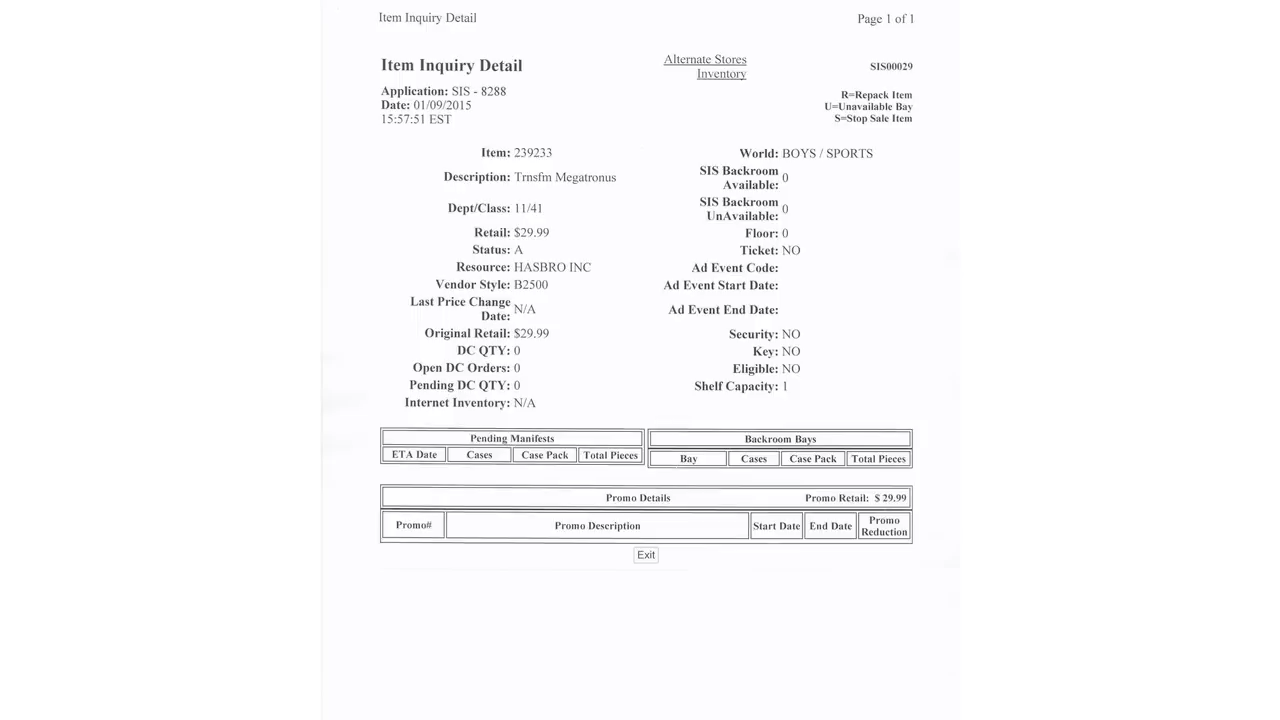 Item Inquiry Detail
Page 1 of 1
Item Inquiry Detail
Alternate Stores
Inventory
SIS00029
Application: SIS - 8288
Date: 01/09/2015
15:57:51 EST
R=Repack Item
U=Unavailable Bay
S=Stop Sale Item
Item: 239233
World: BOYS / SPORTS
Description: Trnsfm Megatronus
SIS Backroom
Available: 0
Dept/Class: 11/41
SIS Backroom
UnAvailable: 0
Retail: $29.99
Floor: 0
Status: A
Ticket: NO
Resource: HASBRO INC
Ad Event Code:
Vendor Style: B2500
Ad Event Start Date:
Last Price Change
Date: N/A
Ad Event End Date:
Original Retail: $29.99
Security: NO
DC QTY: 0
Key: NO
Open DC Orders: 0
Eligible: NO
Pending DC QTY: 0
Shelf Capacity: 1
Internet Inventory: N/A
Pending Manifests
ETA Date Cases Case Pack Total Pieces
Backroom Bays
Bay Cases Case Pack Total Pieces
Promo Details Promo Retail: $ 29.99
Promo# Promo Description Start Date End Date Promo
Reduction
Exit